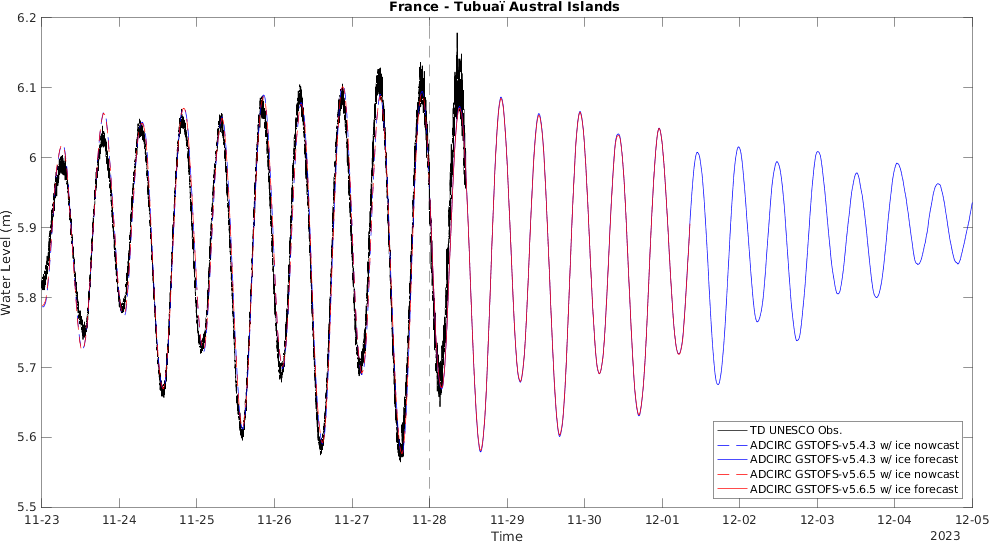 France - Tubuaï Austral Islands
6.2
6.1
6
5.9
5.8
5.7
5.6
5.5
Water Level (m)
TD UNESCO Obs.
ADCIRC GSTOFS-v5.4.3 w/ ice nowcast
ADCIRC GSTOFS-v5.4.3 w/ ice forecast
ADCIRC GSTOFS-v5.6.5 w/ ice nowcast
ADCIRC GSTOFS-v5.6.5 w/ ice forecast
11-23 11-24 11-25 11-26 11-27 11-28 11-29 11-30 12-01 12-02 12-03 12-04 12-05
Time
2023